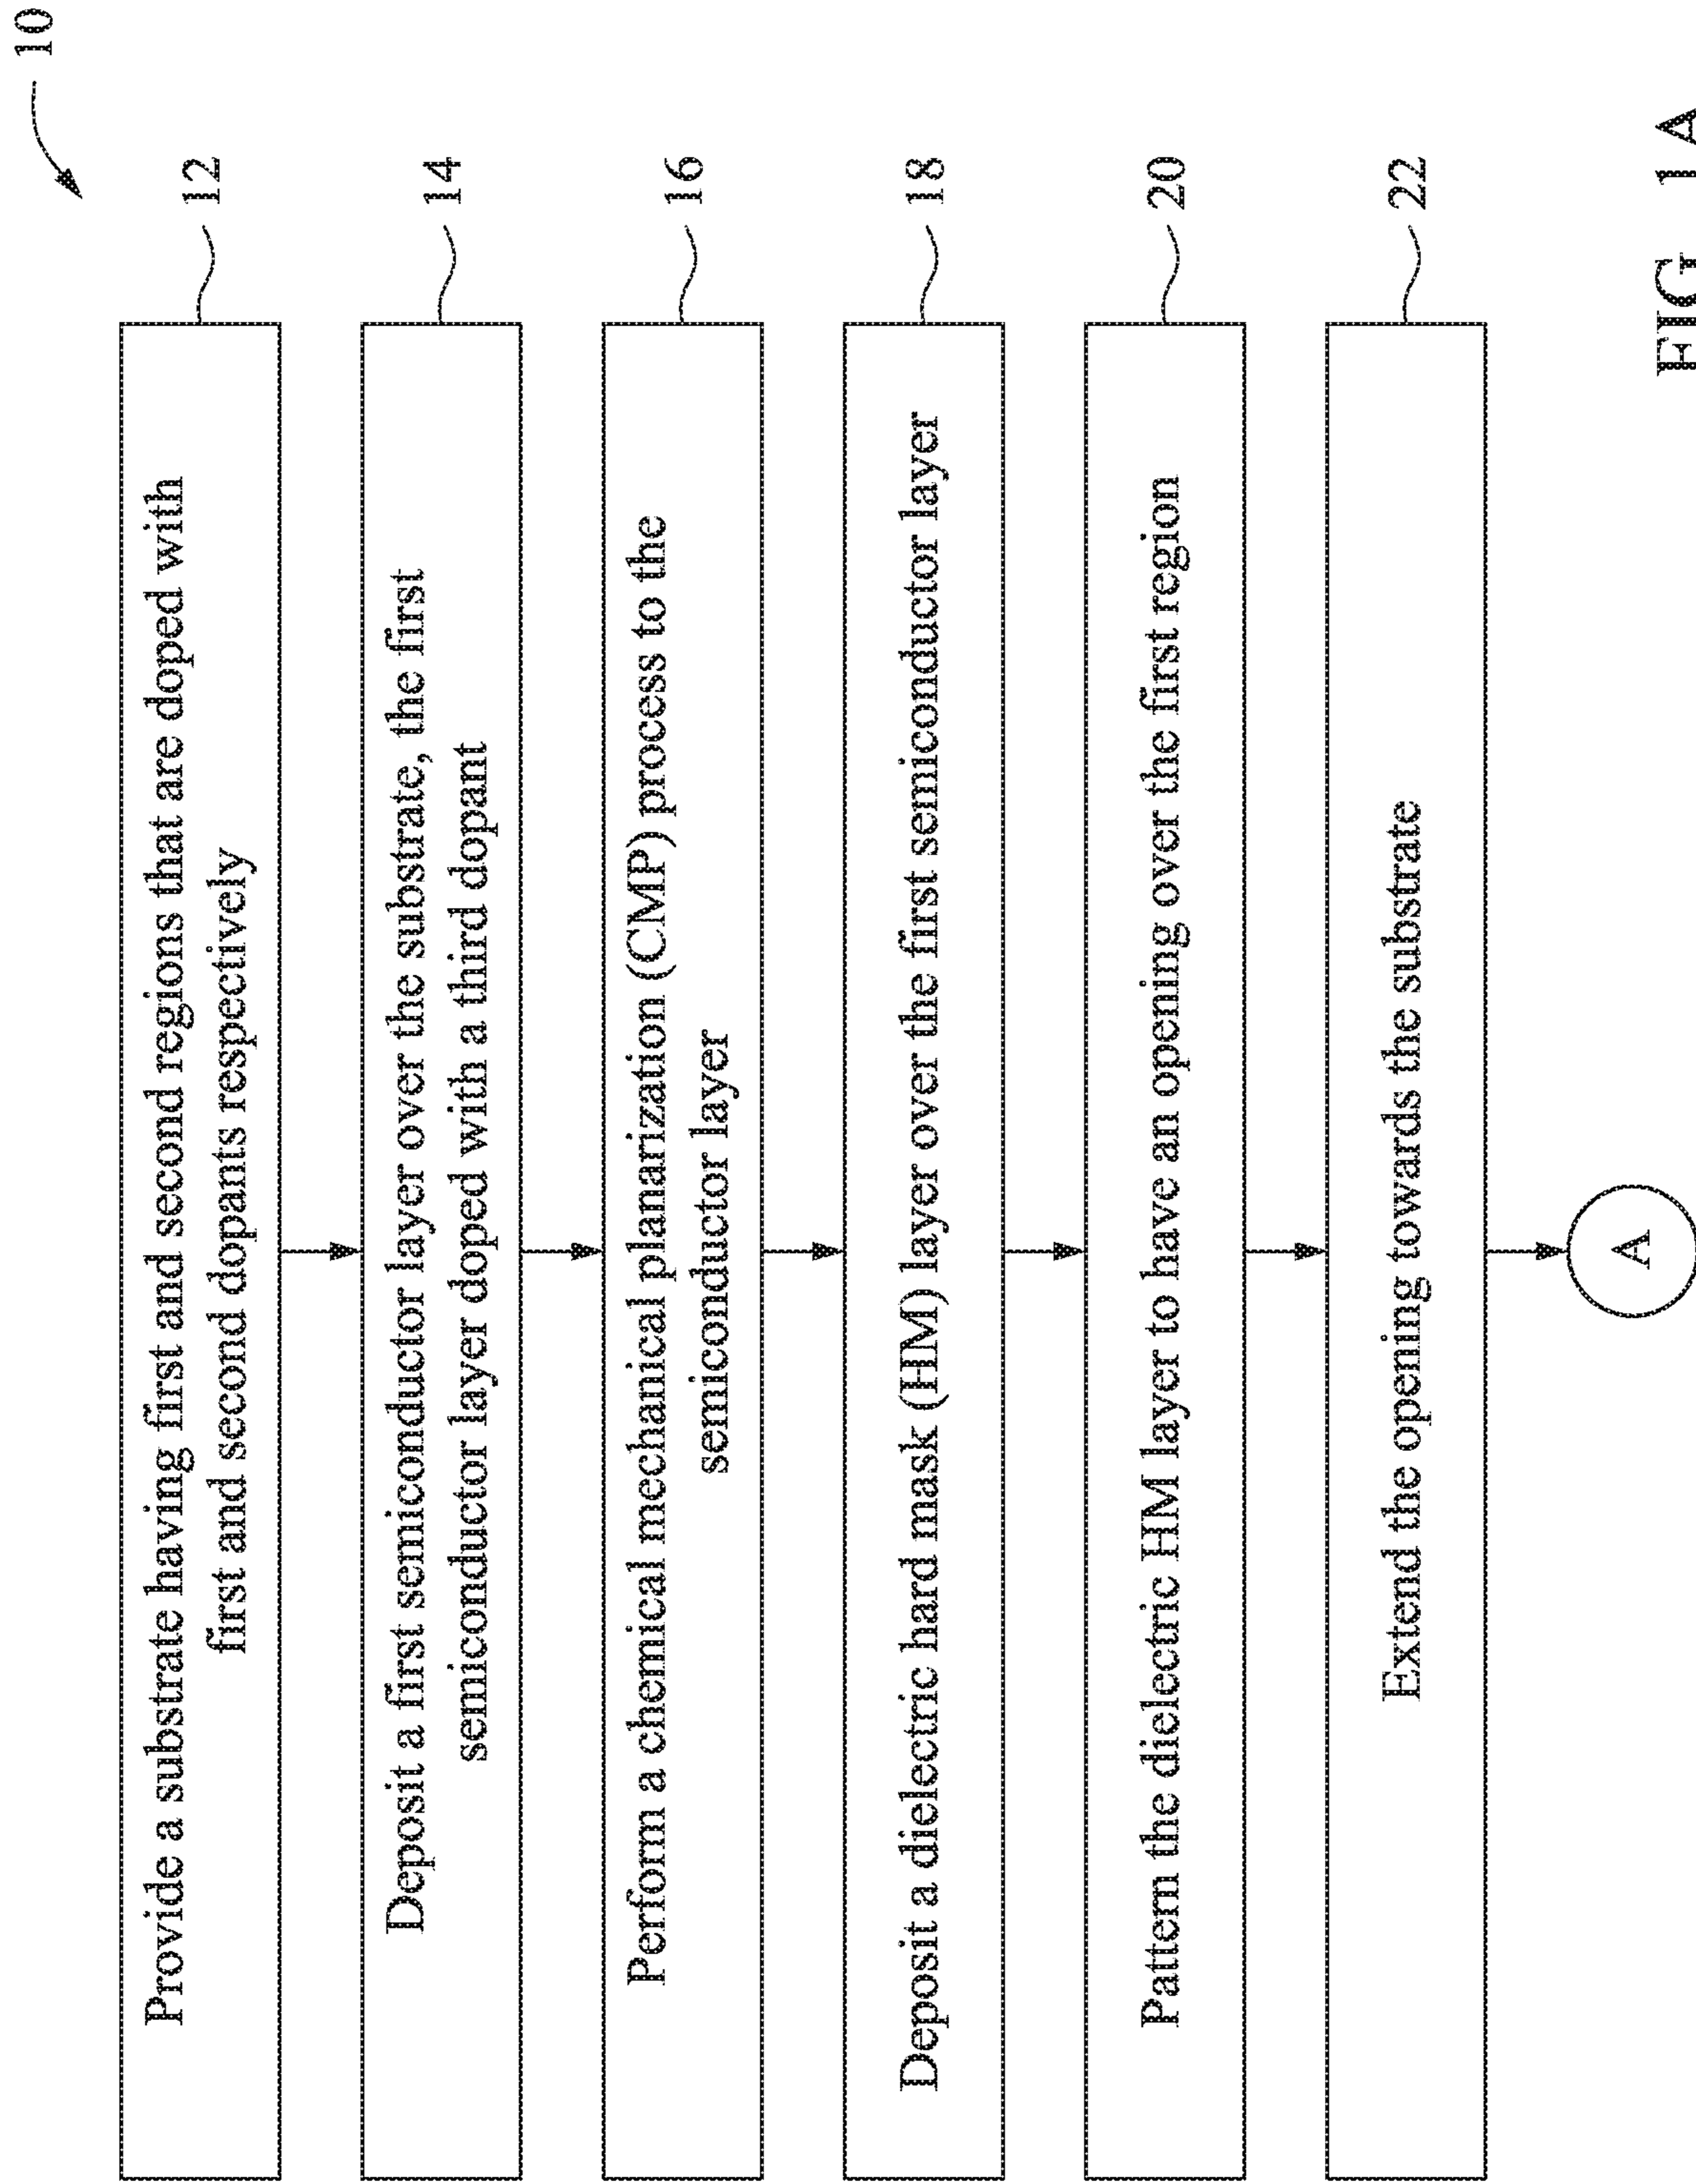 10
Provide a substrate having first and second regions that are doped with
first and second dopants respectively
12
Deposit a first semiconductor layer over the substrate, the first
semiconductor layer doped with a third dopant
14
Perform a chemical mechanical planarization (CMP) process to the
semiconductor layer
16
Deposit a dielectric hard mask (HM) layer over the first semiconductor layer
18
Pattern the dielectric HM layer to have an opening over the first region
20
Extend the opening towards the substrate
22
A
FIG. 1A